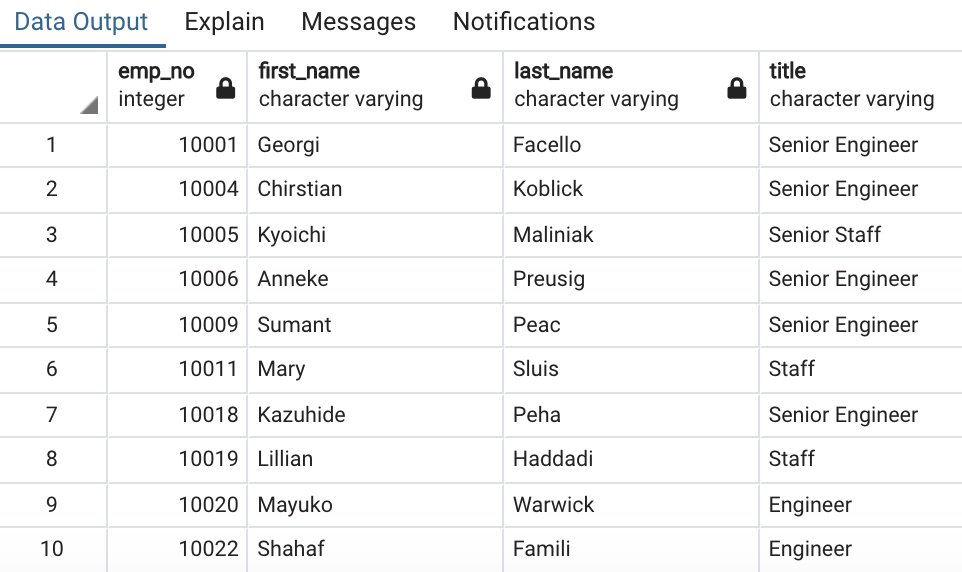 Data Output Explain Messages Notifications
emp_no first_name last_name title
integer character varying character varying character varying
1 10001 Georgi Facello Senior Engineer
2 10004 Chirstian Koblick Senior Engineer
3 10005 Kyoichi Maliniak Senior Staff
4 10006 Anneke Preusig Senior Engineer
5 10009 Sumant Peac Senior Engineer
6 10011 Mary Sluis Staff
7 10018 Kazuhide Peha Senior Engineer
8 10019 Lillian Haddadi Staff
9 10020 Mayuko Warwick Engineer
10 10022 Shahaf Famili Engineer